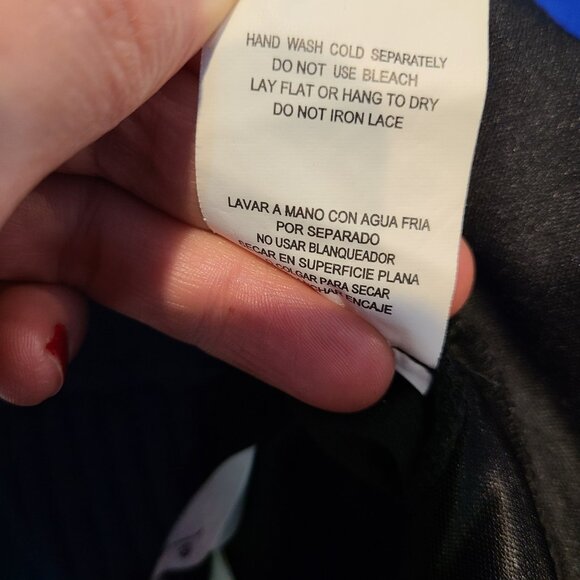 HAND WASH COLD SEPARATELY
DO NOT USE BLEACH
LAY FLAT OR HANG TO DRY
DO NOT IRON LACE
LAVAR A MANO CON AGUA FRIA
POR SEPARADO
NO USAR BLANQUEADOR
SECAR EN SUPERFICIE PLANA
COLGAR PARA SECAR
ENCAJE